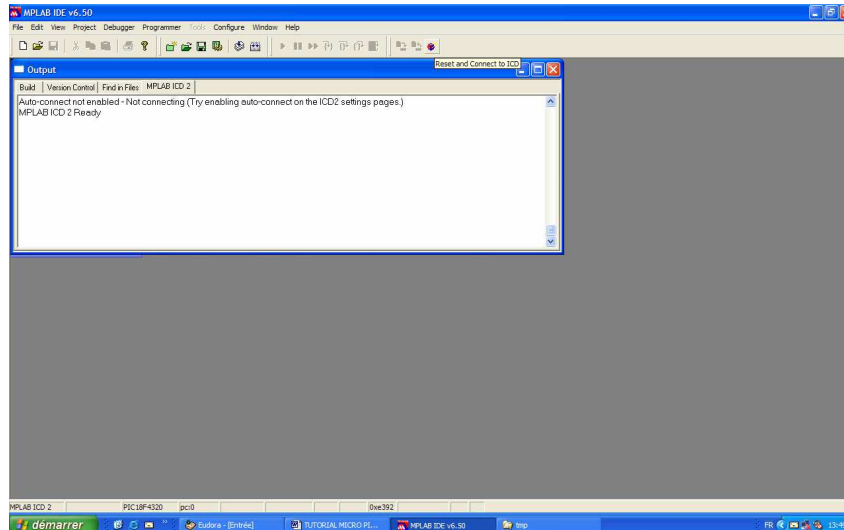 MPLAB IDE v6.50
File Edit View Project Debugger Programmer Tools Configure Window Help
Reset and Connect to ICD
Output
Build Version Control Find in Files MPLAB ICD 2
Auto-connect not enabled - Not connecting (Try enabling auto-connect on the ICD2 settings pages.)
MPLAB ICD 2 Ready
MPLAB ICD 2 PIC18F4320 pc:0 0xe392
démarrer Eudora - [Entrée] TUTORIAL MICRO PI... MPLAB IDE v6.50 tmp FR